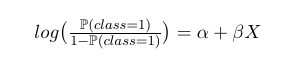 log(ℙ(class=1)/1−ℙ(class=1)) = α + βX